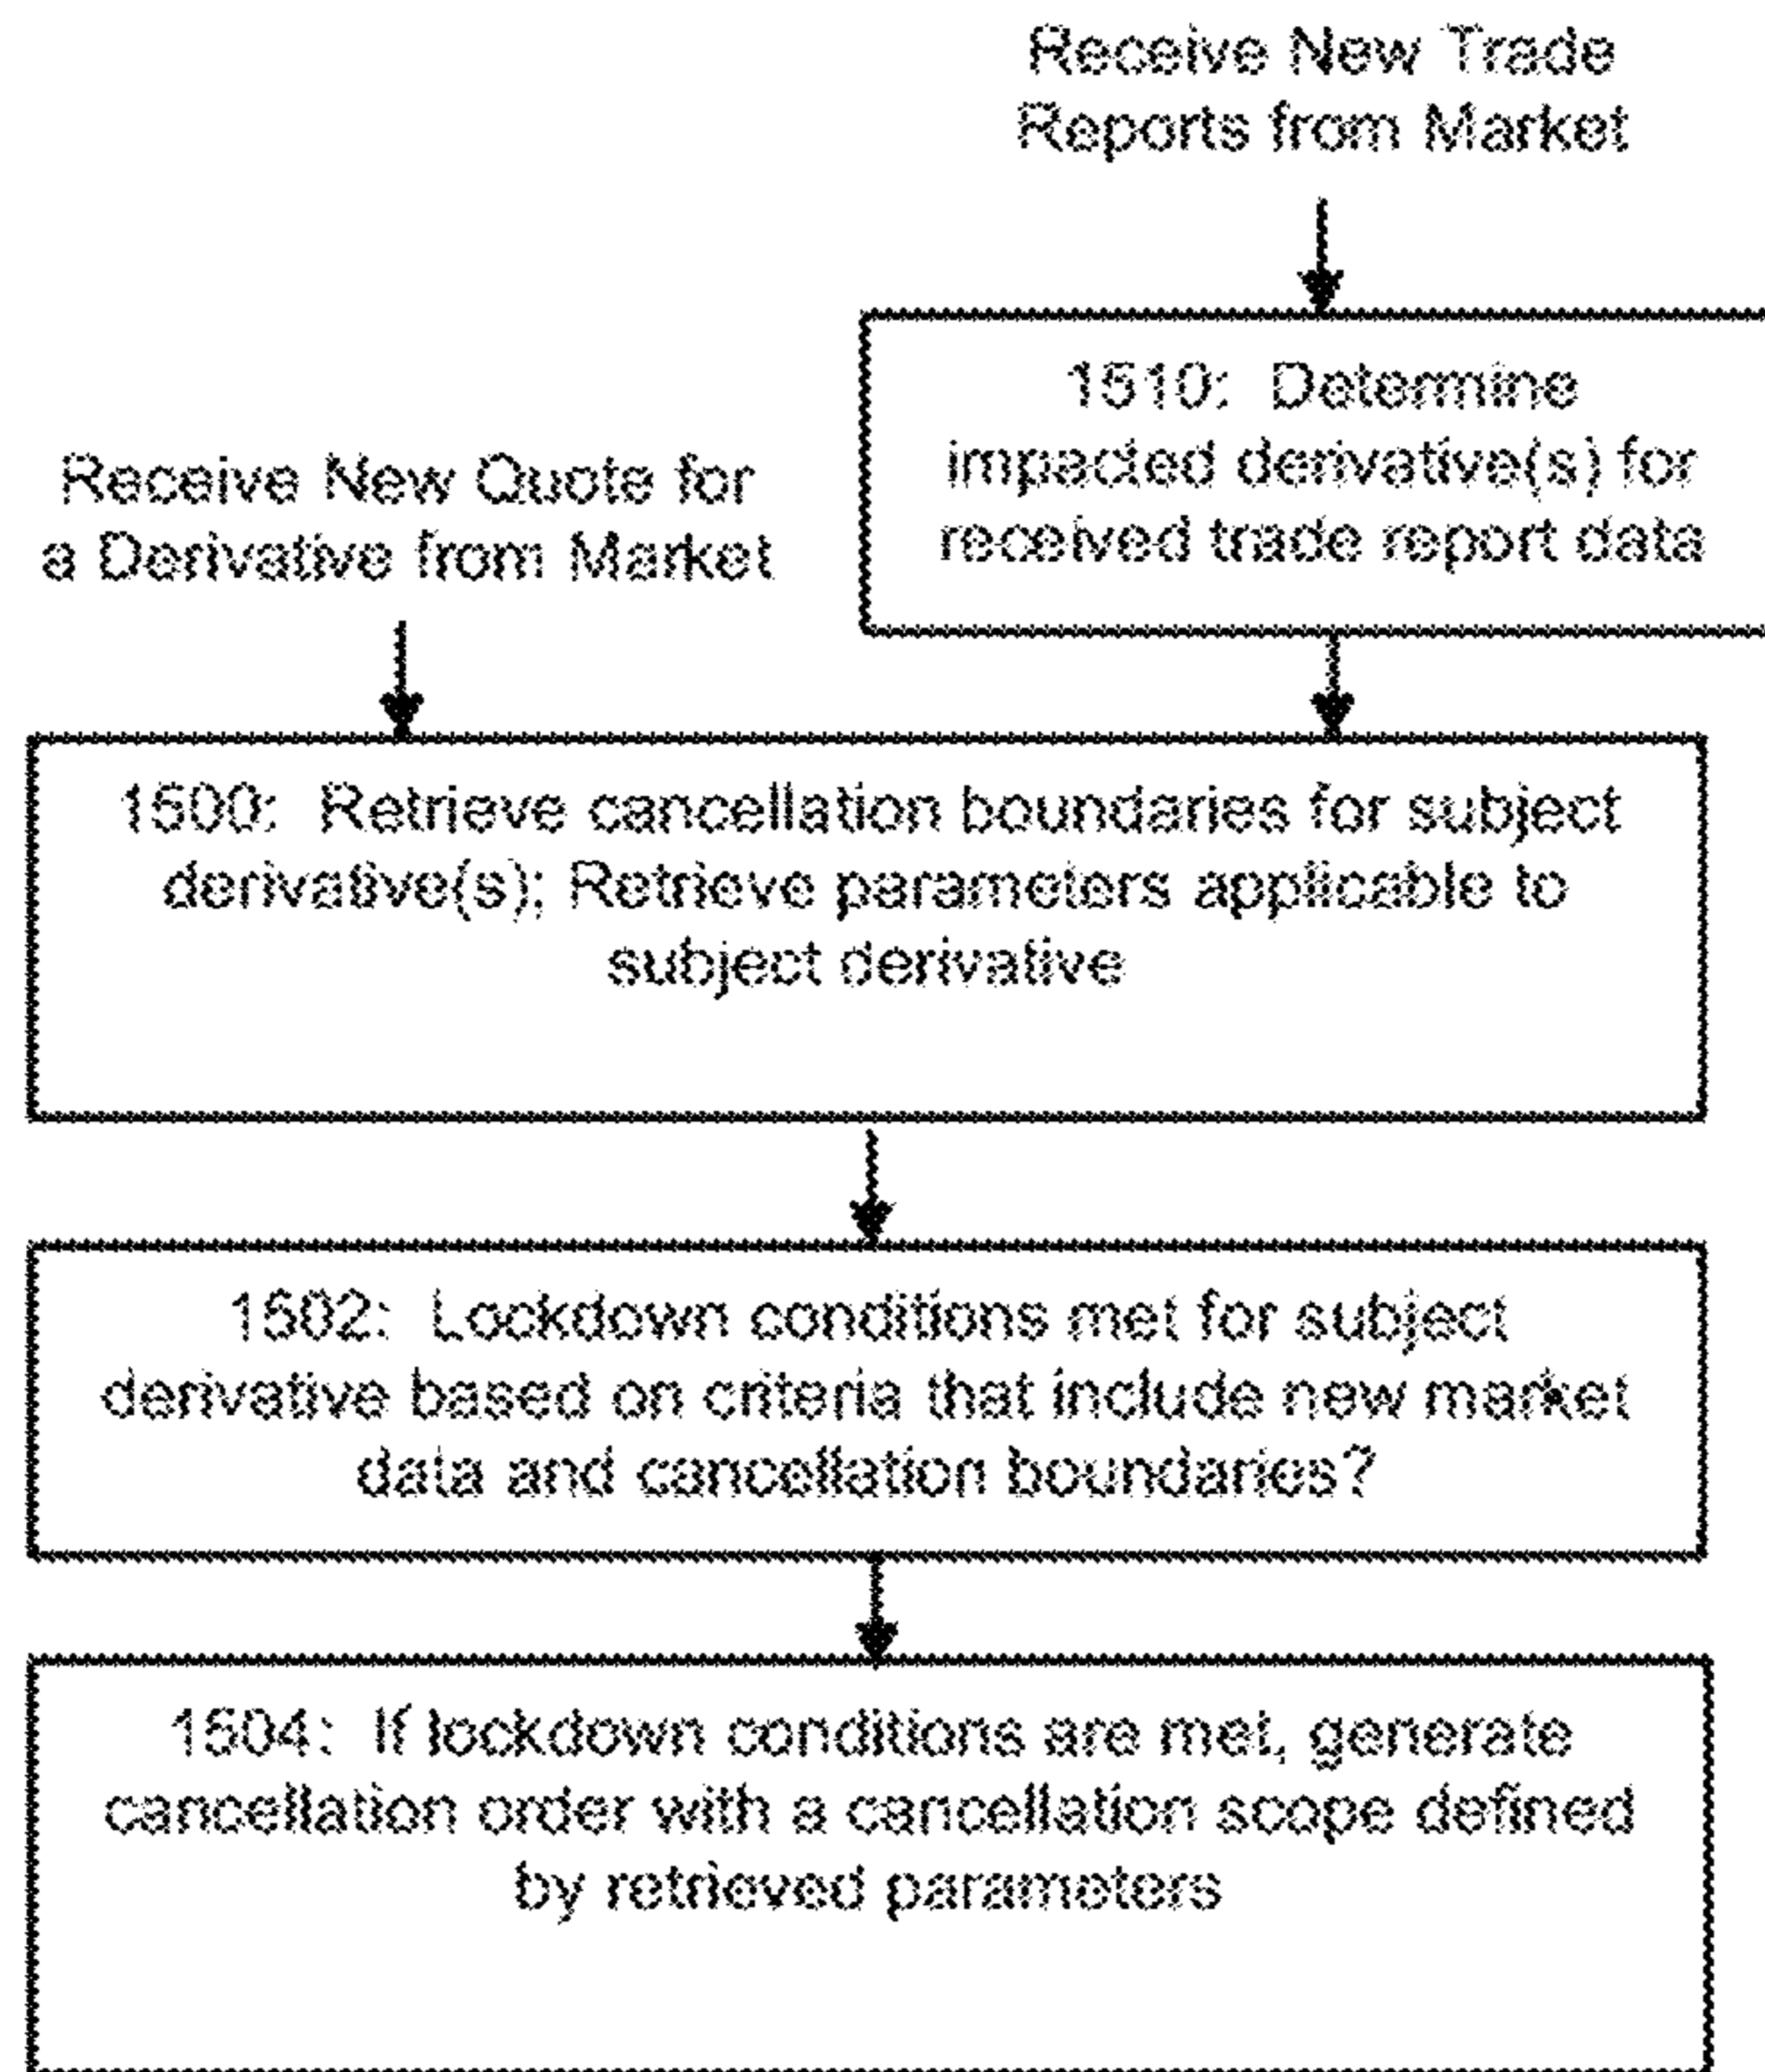 Receive New Trade
Reports from Market
1510: Determine
impacted derivative(s) for
received trade report data
Receive New Quote for
a Derivative from Market
1500: Retrieve cancellation boundaries for subject
derivative(s); Retrieve parameters applicable to
subject derivative
1502: Lockdown conditions met for subject
derivative based on criteria that include new market
data and cancellation boundaries?
1504: If lockdown conditions are met, generate
cancellation order with a cancellation scope defined
by retrieved parameters